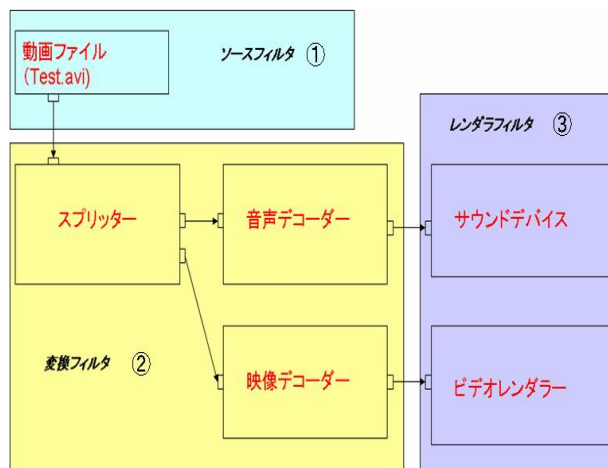 動画ファイル
(Test.avi)
ソースフィルタ ①
レンダラフィルタ ③
スプリッター
音声デコーダー
サウンドデバイス
変換フィルタ ②
映像デコーダー
ビデオレンダラー